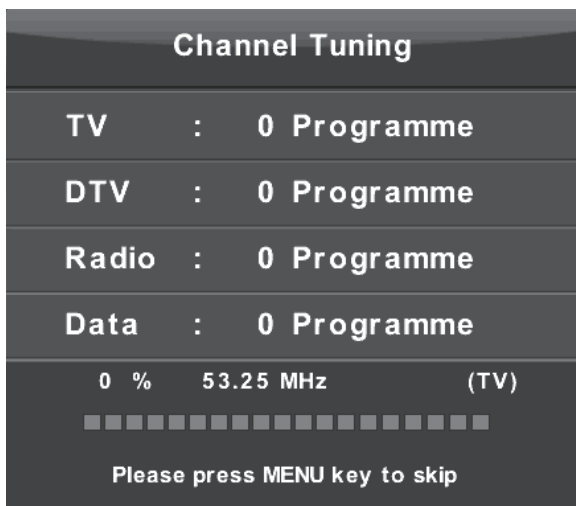 Channel Tuning
TV : 0 Programme
DTV : 0 Programme
Radio : 0 Programme
Data : 0 Programme
0 % 53.25 MHz (TV)
Please press MENU key to skip